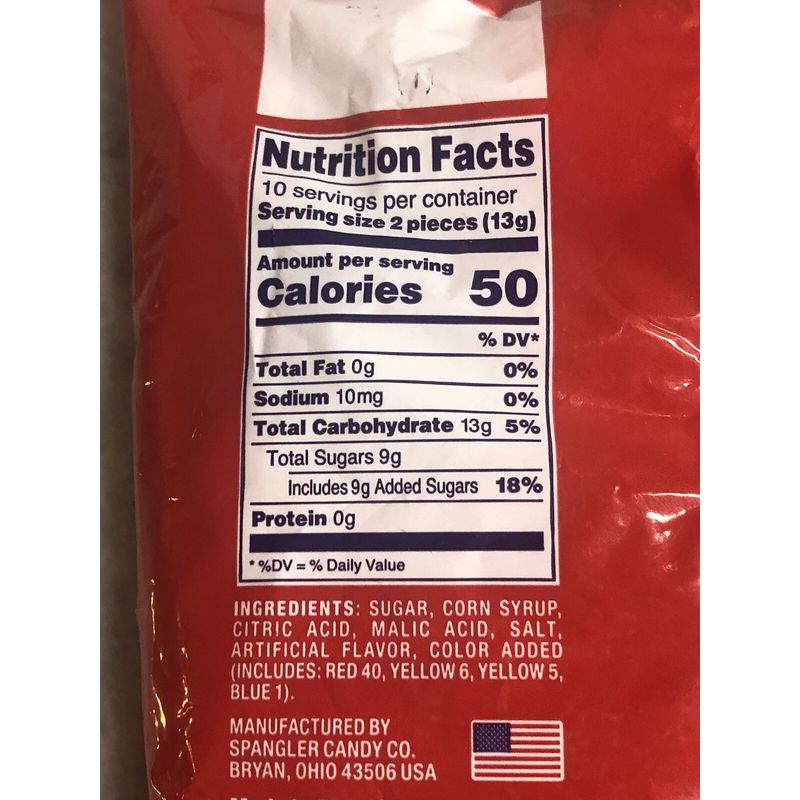 Nutrition Facts
10 servings per container
Serving size 2 pieces (13g)
Amount per serving
Calories 50
% DV*
Total Fat 0g 0%
Sodium 10mg 0%
Total Carbohydrate 13g 5%
Total Sugars 9g
Includes 9g Added Sugars 18%
Protein 0g
* %DV = % Daily Value
INGREDIENTS: SUGAR, CORN SYRUP,
CITRIC ACID, MALIC ACID, SALT,
ARTIFICIAL FLAVOR, COLOR ADDED
(INCLUDES: RED 40, YELLOW 6, YELLOW 5,
BLUE 1).
MANUFACTURED BY
SPANGLER CANDY CO.
BRYAN, OHIO 43506 USA